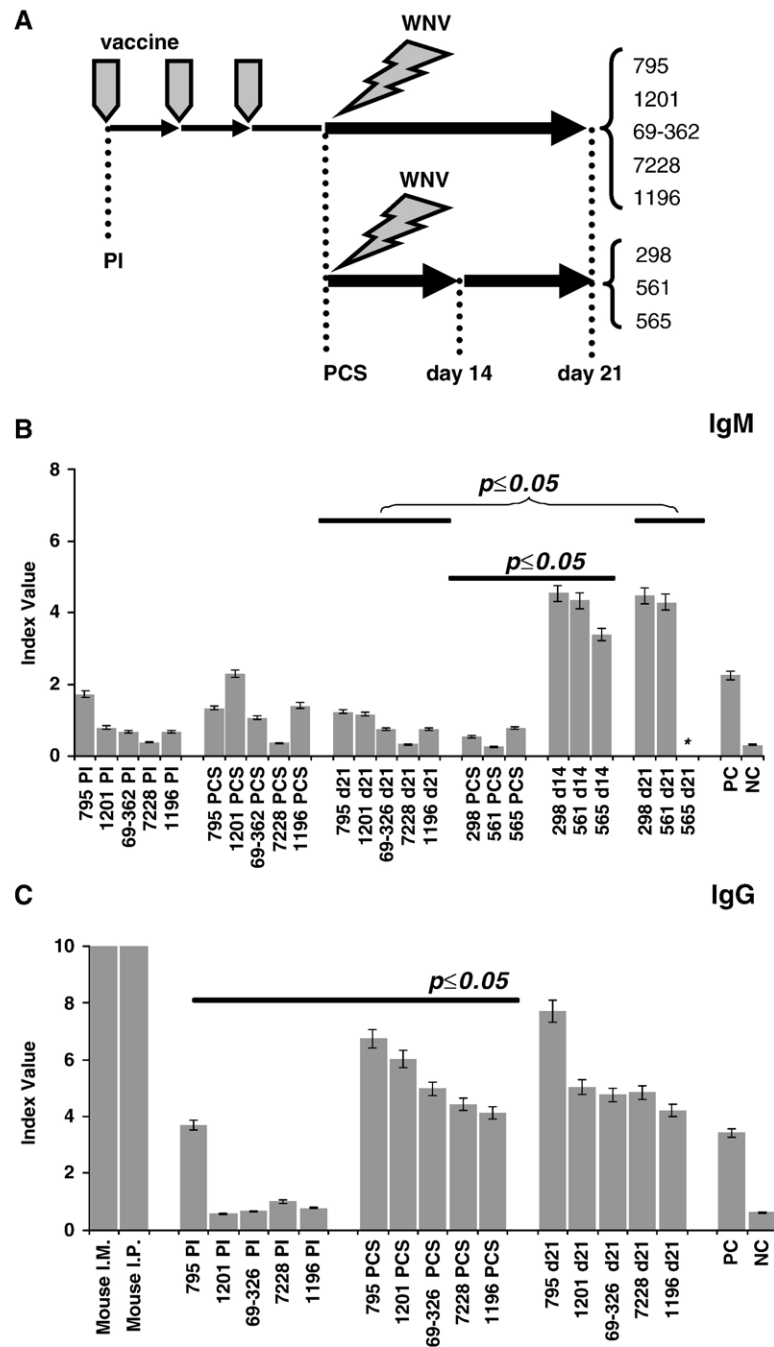 A
vaccine
WNV
795
1201
69-362
7228
1196
PI
WNV
298
561
565
PCS day 14 day 21
B
IgM
8
6
4
2
0
Index Value
p≤0.05
p≤0.05
*
795 PI
1201 PI
69-362 PI
7228 PI
1196 PI
795 PCS
1201 PCS
69-362 PCS
7228 PCS
1196 PCS
795 d21
1201 d21
69-326 d21
7228 d21
1196 d21
298 PCS
561 PCS
565 PCS
298 d14
561 d14
565 d14
298 d21
561 d21
565 d21
PC
NC
C
IgG
10
8
6
4
2
0
Index Value
p≤0.05
Mouse I.M.
Mouse I.P.
795 PI
1201 PI
69-326 PI
7228 PI
1196 PI
795 PCS
1201 PCS
69-326 PCS
7228 PCS
1196 PCS
795 d21
1201 d21
69-326 d21
7228 d21
1196 d21
PC
NC